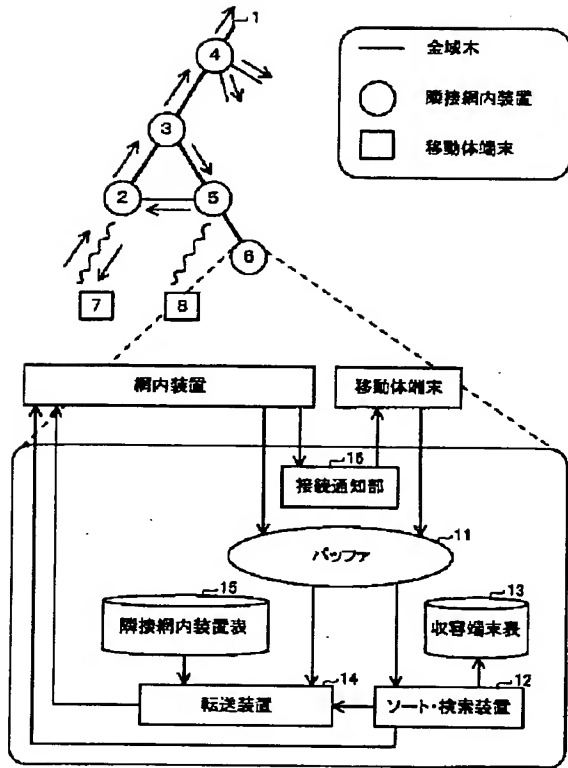 1
4
3
2
5
6
7
8
全域木
隣接網内装置
移動体端末
網内装置
移動体端末
16
接続通知部
11
バッファ
15
隣接網内装置表
13
収容端末表
14
転送装置
12
ソート・検索装置